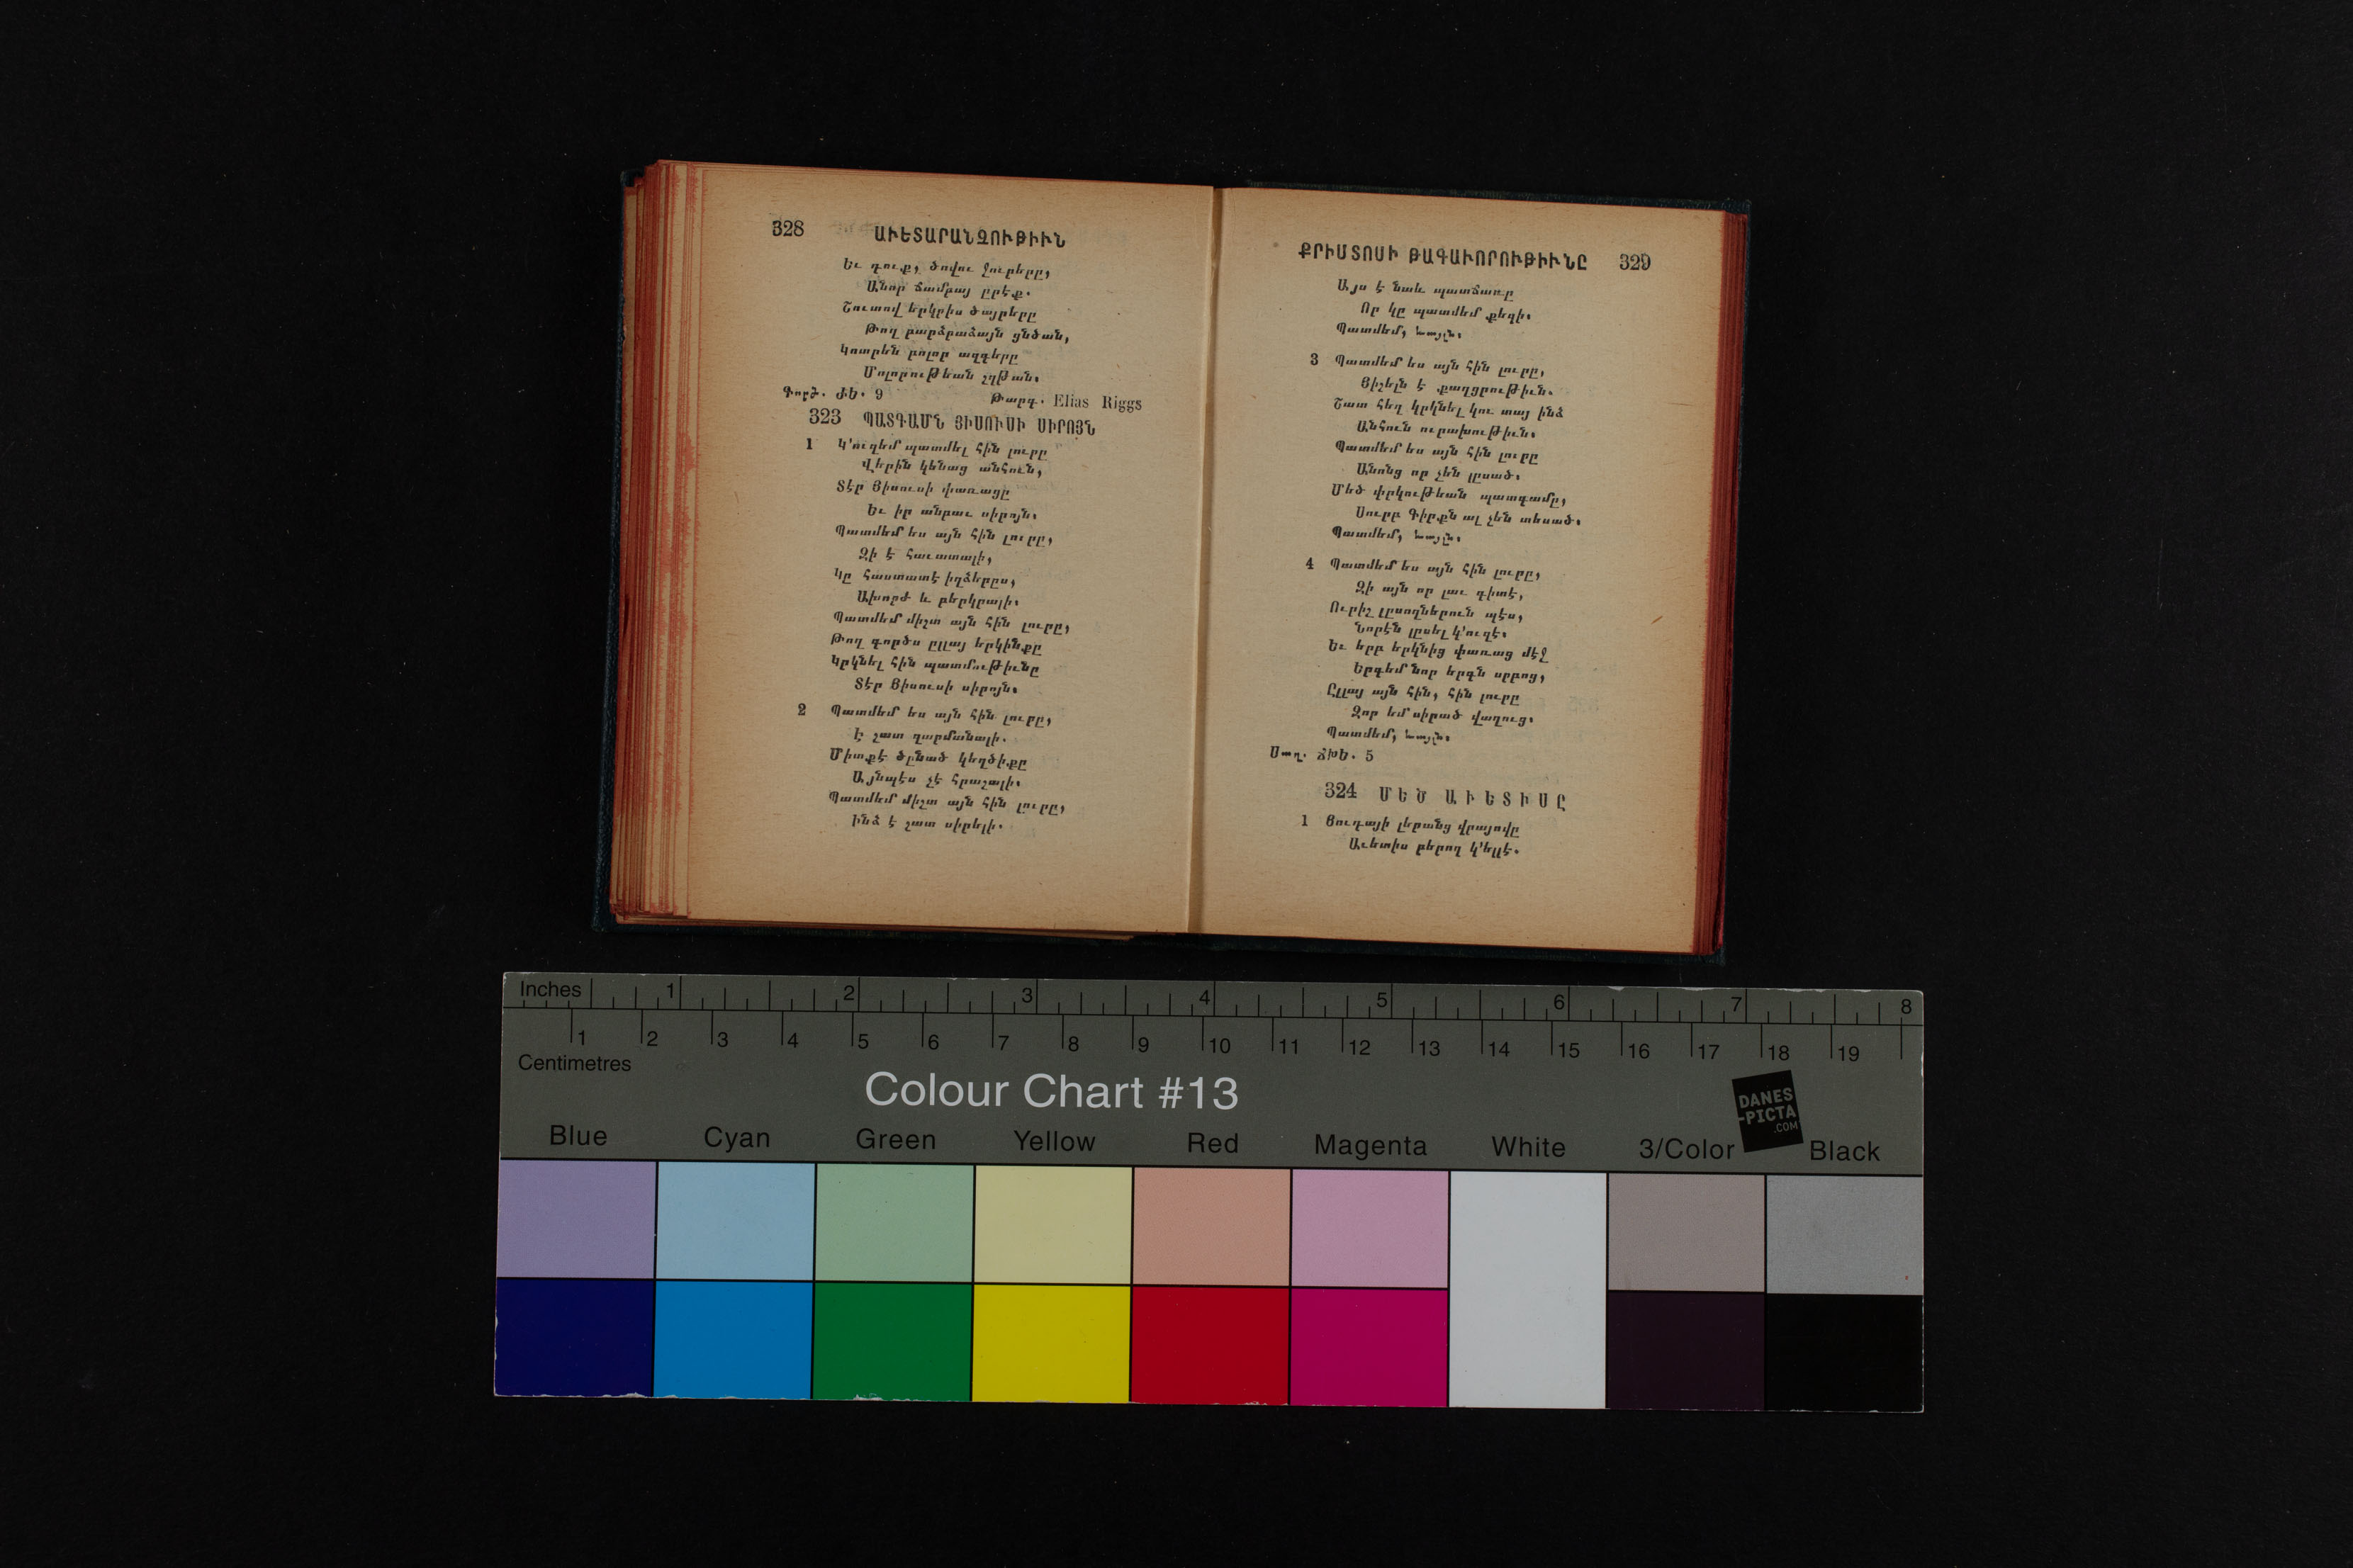 328 ԱՒԵՏԱՐԱՆՉՈՒԹԻՒՆ
Եւ դուք, ծովու ջուրերը,
Անոր ճամբայ ըրէք.
Շուտով երկրիս ծայրերը
Թող բարձրաձայն ցնծան,
Կոտրեն բոլոր ազգերը
Մոլորութեան շղթան։
Գործ. ԺԵ. 9 Թարգ. Elias Riggs
323 ՊԱՏԳԱՄՆ ՅԻՍՈՒՍԻ ՍԻՐՈՅՆ
1 Կ'ուզեմ պատմել հին լուրը
Վերին կենաց անհուն,
Տէր Յիսուսի փառացը
Եւ իր անբաւ սիրոյն։
Պատմեմ ես այն հին լուրը,
Զի է հաւատալի,
Կը հաստատէ իղձերըս,
Ախորժ և բերկրալի։
Պատմեմ միշտ այն հին լուրը,
Թող գործս ըլլայ երկինքը
Կրկնել հին պատմութիւնը
Տէր Յիսուսի սիրոյն։
2 Պատմեմ ես այն հին լուրը,
Է շատ զարմանալի.
Միտքէ ծընած կեղծիքը
Այնպէս չէ հրաշալի։
Պատմեմ միշտ այն հին լուրը,
Ինձ է շատ սիրելի.
ՔՐԻՍՏՈՍԻ ԹԱԳԱՒՈՐՈՒԹԻՒՆԸ 329
Այս է նաև պատճառը
Որ կը պատմեմ քեզի։
Պատմեմ, ևայլն։
3 Պատմեմ ես այն հին լուրը,
Յիշելն է քաղցրութիւն.
Շատ հեղ կրկնել կու տայ ինձ
Անհուն ուրախութիւն։
Պատմեմ ես այն հին լուրը
Անոնց որ չեն լըսած.
Մեծ փրկութեան պատգամը,
Սուրբ Գիրքն ալ չեն տեսած։
Պատմեմ, ևայլն։
4 Պատմեմ ես այն հին լուրը,
Զի այն որ լաւ գիտէ,
Ուրիշ լըսողներուն պէս,
Նորէն լըսել կ'ուզէ.
Եւ երբ երկնից փառաց մէջ
Երգեմ նոր երգն սրբոց,
Ըլլայ այն հին, հին լուրը
Զոր եմ սիրած վաղուց։
Պատմեմ, ևայլն։
Սաղ. ՃԽԵ. 5
324 ՄԵԾ ԱՒԵՏԻՍԸ
1 Յուդայի լերանց վրայովը
Աւետիս բերող կ'ելլէ.
Inches 1 2 3 4 5 6 7 8
1 2 3 4 5 6 7 8 9 10 11 12 13 14 15 16 17 18 19
Centimetres
Colour Chart #13
DANES
-PICTA
.COM
Blue Cyan Green Yellow Red Magenta White 3/Color Black